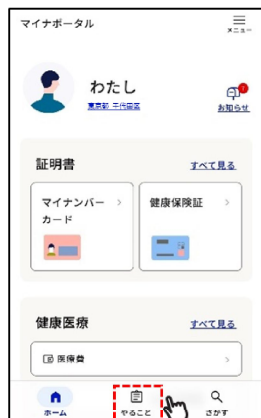 マイナポータル
メニュー
わたし
東京都 千代田区
お知らせ
証明書
すべて見る
マイナンバー
カード
健康保険証
健康医療
すべて見る
医療費
ホーム
やること
さがす